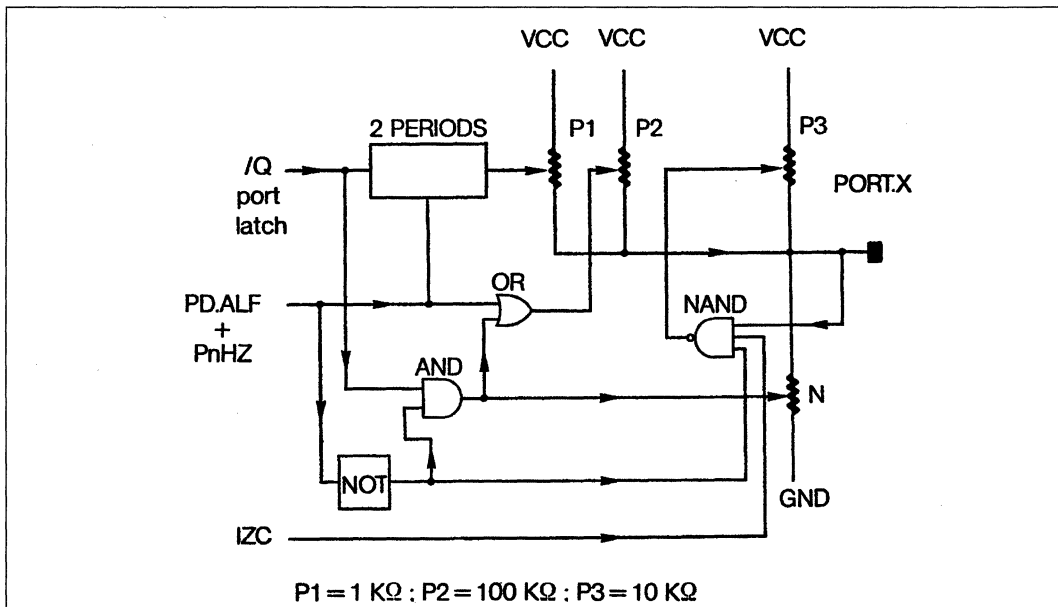 VCC VCC VCC
2 PERIODS P1 P2 P3
/Q
port
latch
PORT.X
OR
PD.ALF
+
PnHZ
NAND
AND
N
NOT
GND
IZC
P1 = 1 KΩ ; P2 = 100 KΩ ; P3 = 10 KΩ